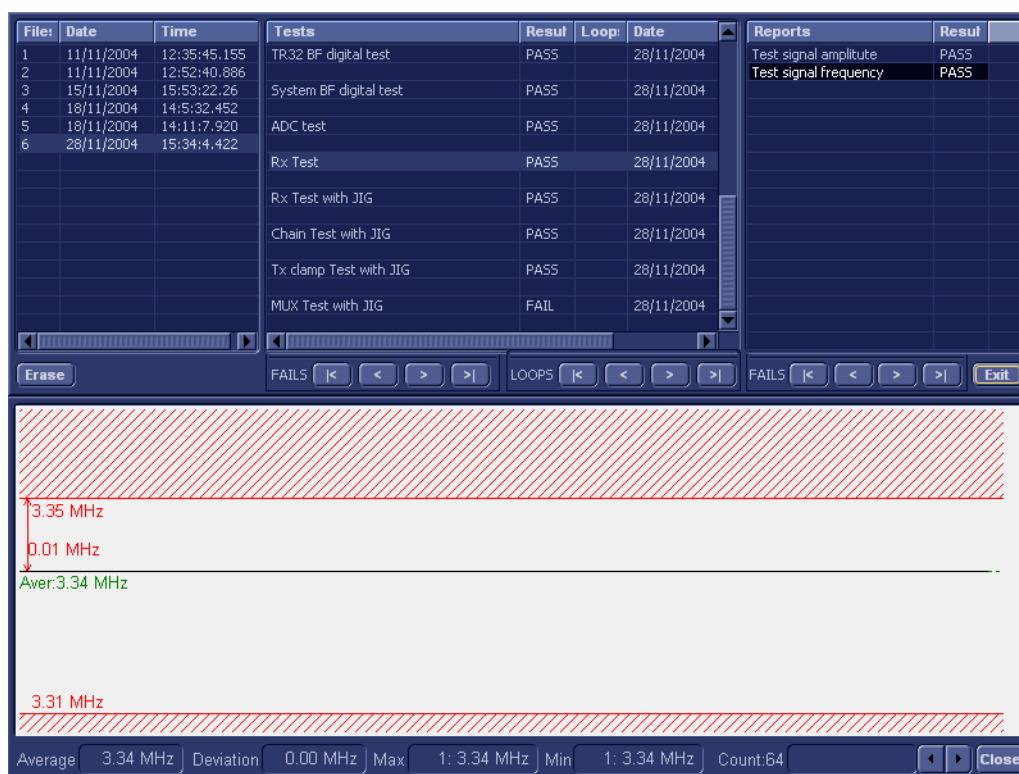 File: Date Time
1 11/11/2004 12:35:45.155
2 11/11/2004 12:52:40.886
3 15/11/2004 15:53:22.26
4 18/11/2004 14:5:32.452
5 18/11/2004 14:11:7.920
6 28/11/2004 15:34:4.422
Erase
Tests Result Loop: Date
TR32 BF digital test PASS 28/11/2004
System BF digital test PASS 28/11/2004
ADC test PASS 28/11/2004
Rx Test PASS 28/11/2004
Rx Test with JIG PASS 28/11/2004
Chain Test with JIG PASS 28/11/2004
Tx clamp Test with JIG PASS 28/11/2004
MUX Test with JIG FAIL 28/11/2004
FAILS |< < > >| LOOPS |< < > >|
Reports Result
Test signal amplitute PASS
Test signal frequency PASS
FAILS |< < > >| Exit
3.35 MHz
0.01 MHz
Aver:3.34 MHz
3.31 MHz
Average 3.34 MHz Deviation 0.00 MHz Max 1: 3.34 MHz Min 1: 3.34 MHz Count:64 Close